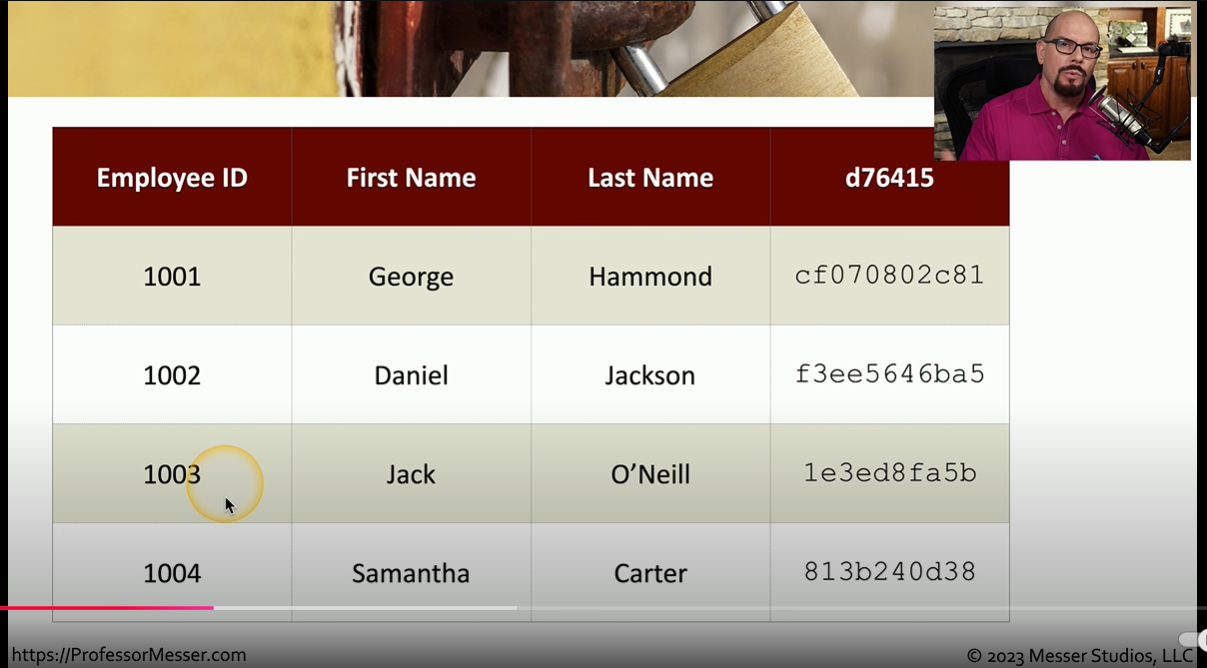 Employee ID First Name Last Name d76415
1001 George Hammond cf070802c81
1002 Daniel Jackson f3ee5646ba5
1003 Jack O’Neill 1e3ed8fa5b
1004 Samantha Carter 813b240d38
https://ProfessorMesser.com © 2023 Messer Studios, LLC